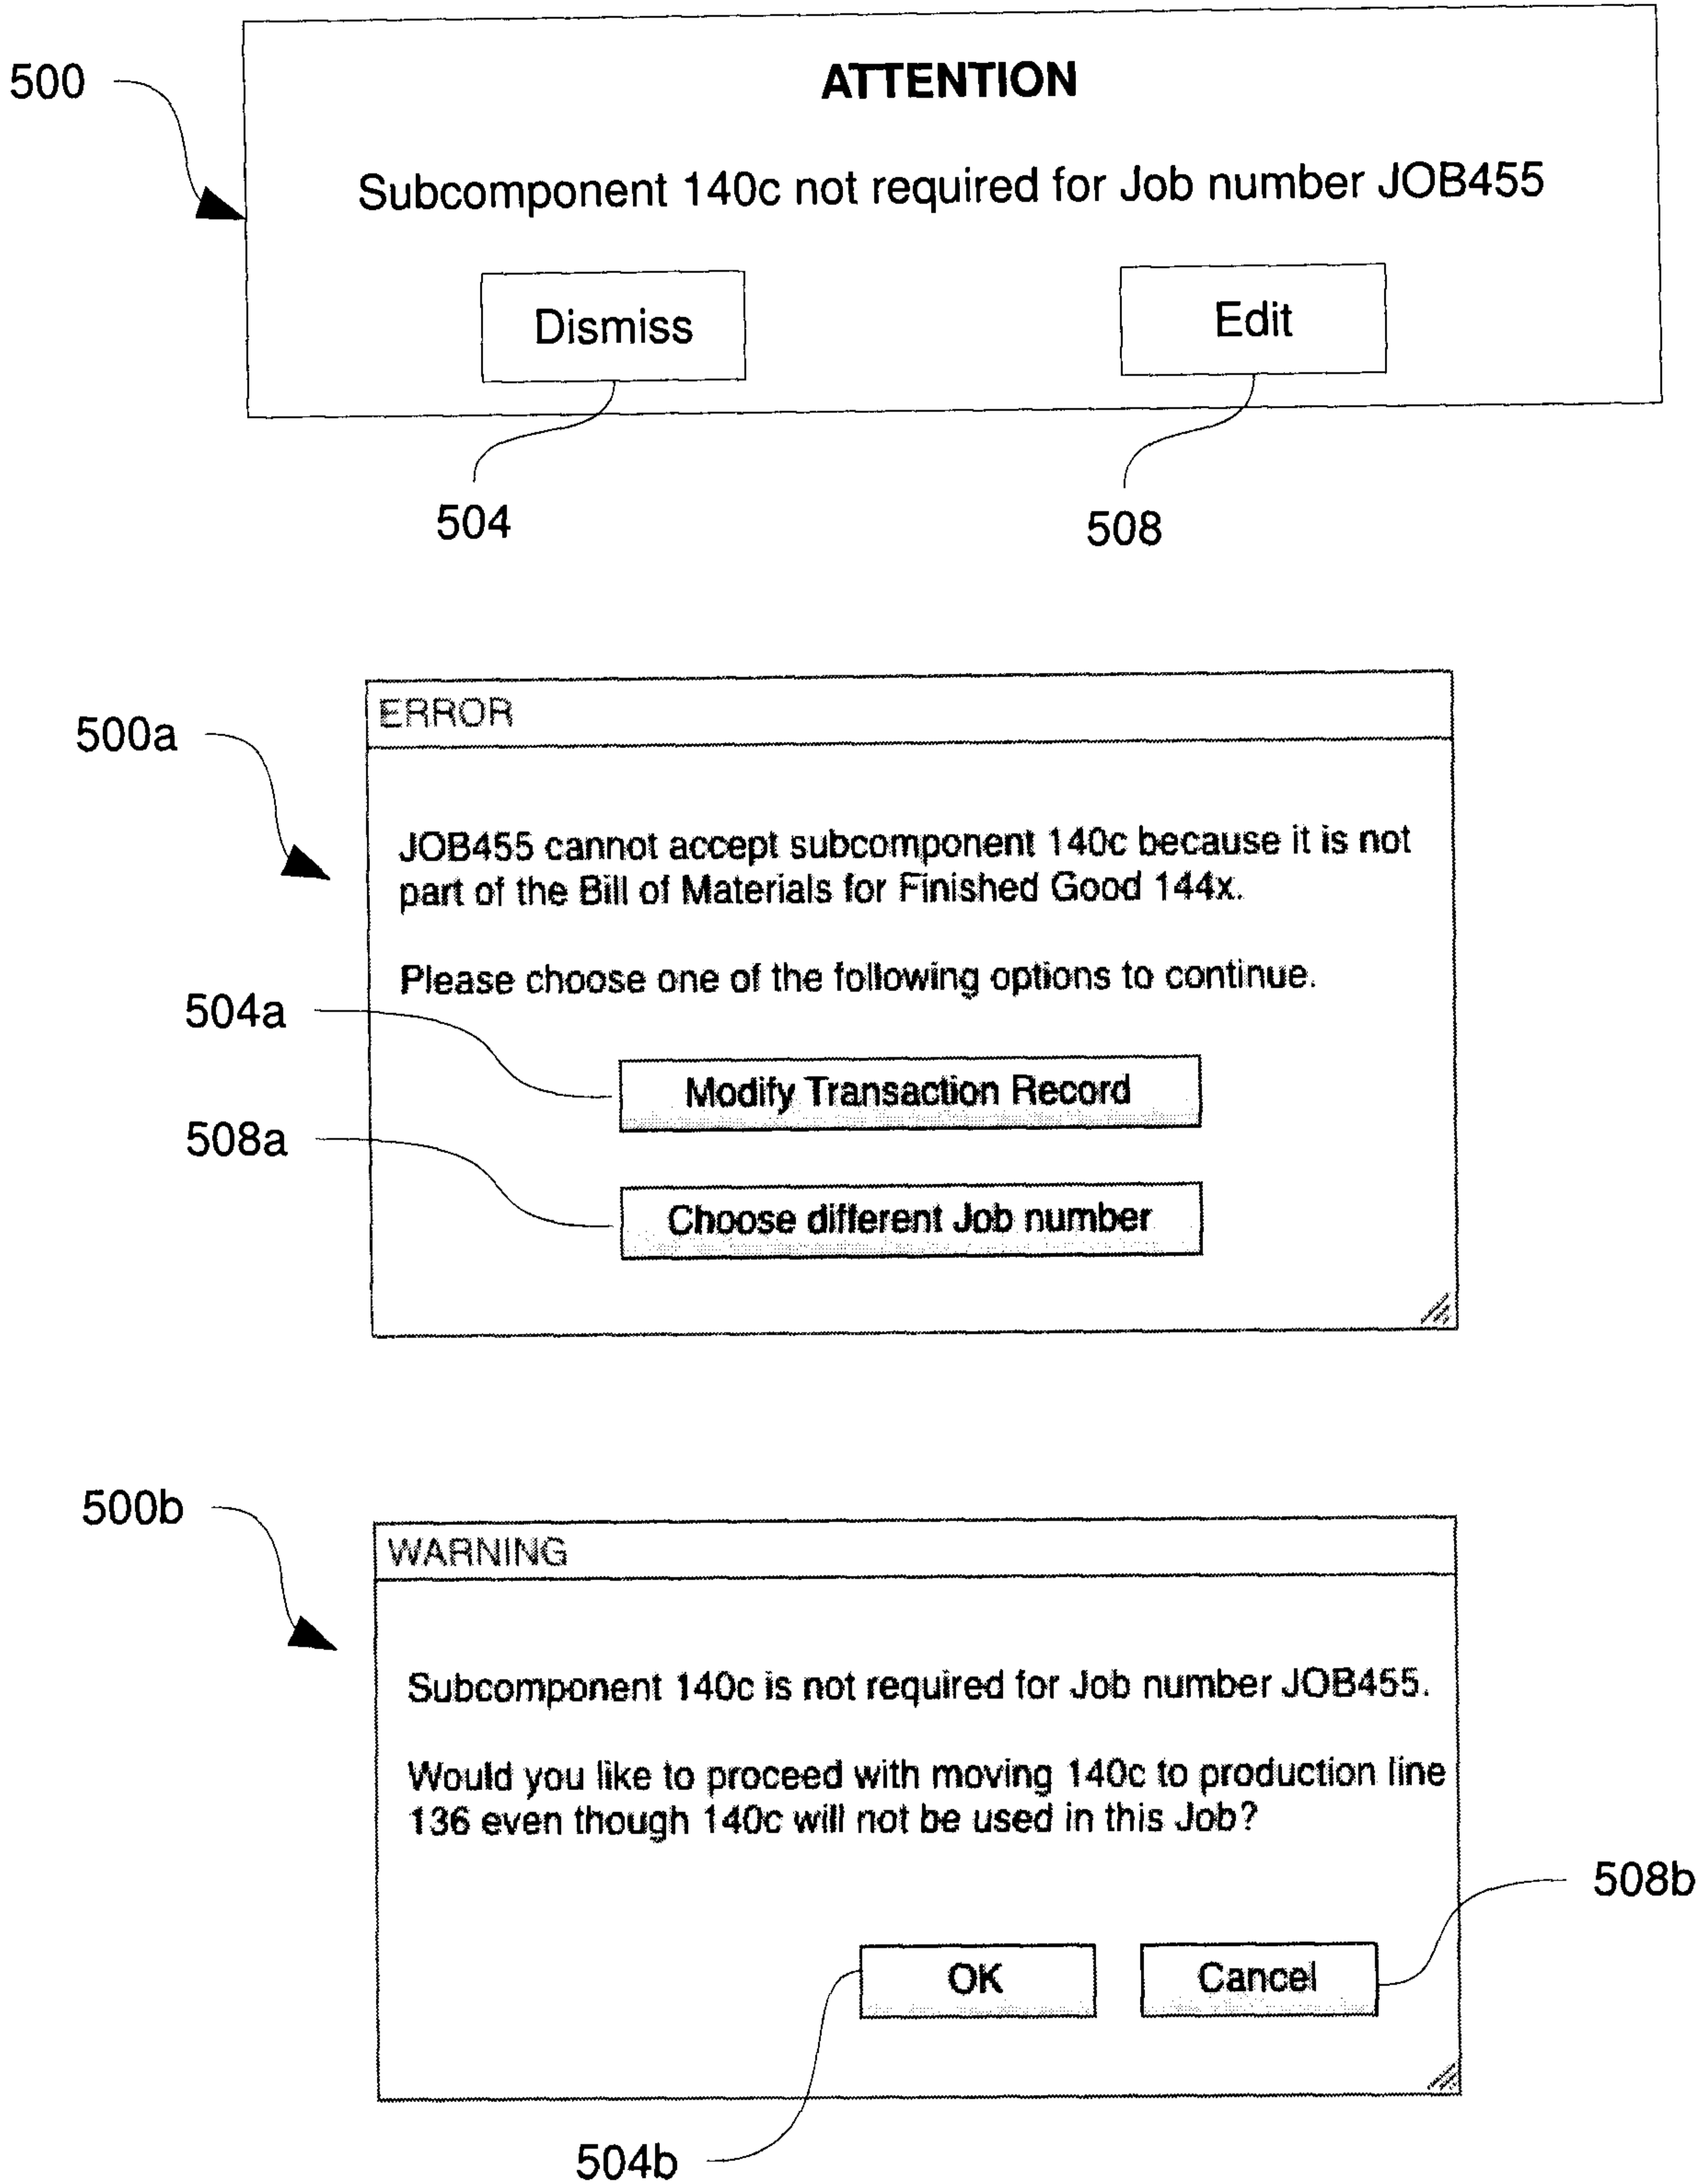 500
ATTENTION
Subcomponent 140c not required for Job number JOB455
Dismiss
Edit
504
508
500a
ERROR
JOB455 cannot accept subcomponent 140c because it is not
part of the Bill of Materials for Finished Good 144x.
Please choose one of the following options to continue.
504a
Modify Transaction Record
508a
Choose different Job number
500b
WARNING
Subcomponent 140c is not required for Job number JOB455.
Would you like to proceed with moving 140c to production line
136 even though 140c will not be used in this Job?
508b
OK
Cancel
504b